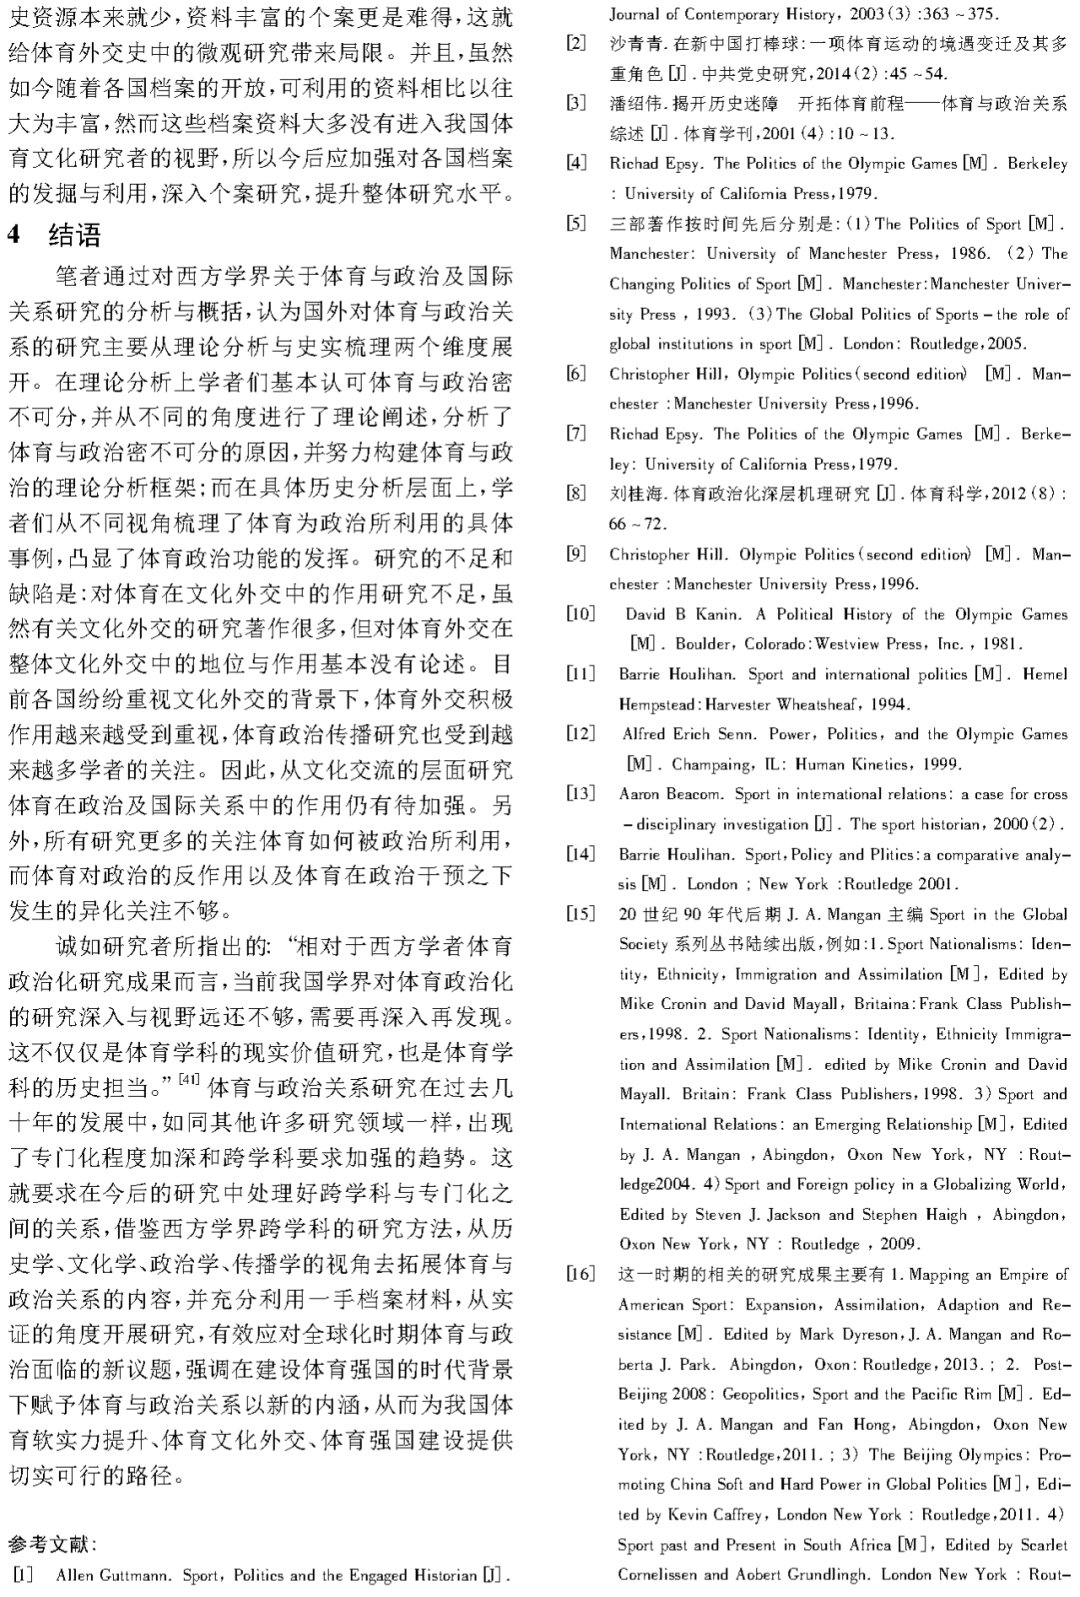 史资源本来就少,资料丰富的个案更是难得,这就
给体育外交史中的微观研究带来局限。并且,虽然
如今随着各国档案的开放,可利用的资料相比以往
大为丰富,然而这些档案资料大多没有进入我国体
育文化研究者的视野,所以今后应加强对各国档案
的发掘与利用,深入个案研究,提升整体研究水平。
4 结语
笔者通过对西方学界关于体育与政治及国际
关系研究的分析与概括,认为国外对体育与政治关
系的研究主要从理论分析与史实梳理两个维度展
开。在理论分析上学者们基本认可体育与政治密
不可分,并从不同的角度进行了理论阐述,分析了
体育与政治密不可分的原因,并努力构建体育与政
治的理论分析框架;而在具体历史分析层面上,学
者们从不同视角梳理了体育为政治所利用的具体
事例,凸显了体育政治功能的发挥。研究的不足和
缺陷是:对体育在文化外交中的作用研究不足,虽
然有关文化外交的研究著作很多,但对体育外交在
整体文化外交中的地位与作用基本没有论述。目
前各国纷纷重视文化外交的背景下,体育外交积极
作用越来越受到重视,体育政治传播研究也受到越
来越多学者的关注。因此,从文化交流的层面研究
体育在政治及国际关系中的作用仍有待加强。另
外,所有研究更多的关注体育如何被政治所利用,
而体育对政治的反作用以及体育在政治干预之下
发生的异化关注不够。
诚如研究者所指出的:“相对于西方学者体育
政治化研究成果而言,当前我国学界对体育政治化
的研究深入与视野远还不够,需要再深入再发现。
这不仅仅是体育学科的现实价值研究,也是体育学
科的历史担当。”[41]体育与政治关系研究在过去几
十年的发展中,如同其他许多研究领域一样,出现
了专门化程度加深和跨学科要求加强的趋势。这
就要求在今后的研究中处理好跨学科与专门化之
间的关系,借鉴西方学界跨学科的研究方法,从历
史学、文化学、政治学、传播学的视角去拓展体育与
政治关系的内容,并充分利用一手档案材料,从实
证的角度开展研究,有效应对全球化时期体育与政
治面临的新议题,强调在建设体育强国的时代背景
下赋予体育与政治关系以新的内涵,从而为我国体
育软实力提升、体育文化外交、体育强国建设提供
切实可行的路径。
参考文献:
[1] Allen Guttmann. Sport, Politics and the Engaged Historian [J].
Journal of Contemporary History, 2003(3):363~375.
[2] 沙青青.在新中国打棒球:一项体育运动的境遇变迁及其多
重角色[J].中共党史研究,2014(2):45~54.
[3] 潘绍伟.揭开历史迷障 开拓体育前程——体育与政治关系
综述[J].体育学刊,2001(4):10~13.
[4] Richad Epsy. The Politics of the Olympic Games [M]. Berkeley
: University of California Press,1979.
[5] 三部著作按时间先后分别是:(1)The Politics of Sport [M].
Manchester: University of Manchester Press, 1986. (2) The
Changing Politics of Sport [M]. Manchester:Manchester Univer-
sity Press , 1993. (3)The Global Politics of Sports-the role of
global institutions in sport [M]. London: Routledge,2005.
[6] Christopher Hill, Olympic Politics(second edition) [M]. Man-
chester :Manchester University Press,1996.
[7] Richad Epsy. The Politics of the Olympic Games [M]. Berke-
ley: University of California Press,1979.
[8] 刘桂海.体育政治化深层机理研究[J].体育科学,2012(8):
66~72.
[9] Christopher Hill. Olympic Politics(second edition) [M]. Man-
chester :Manchester University Press,1996.
[10] David B Kanin. A Political History of the Olympic Games
[M]. Boulder, Colorado:Westview Press, Inc. , 1981.
[11] Barrie Houlihan. Sport and international politics [M]. Hemel
Hempstead:Harvester Wheatsheaf, 1994.
[12] Alfred Erich Senn. Power, Politics, and the Olympic Games
[M]. Champaing, IL: Human Kinetics, 1999.
[13] Aaron Beacom. Sport in international relations: a case for cross
-disciplinary investigation [J]. The sport historian, 2000(2).
[14] Barrie Houlihan. Sport,Policy and Plitics:a comparative analy-
sis [M]. London ; New York :Routledge 2001.
[15] 20世纪90年代后期 J. A. Mangan 主编 Sport in the Global
Society 系列丛书陆续出版,例如:1. Sport Nationalisms: Iden-
tity, Ethnicity, Immigration and Assimilation [M], Edited by
Mike Cronin and David Mayall, Britaina:Frank Class Publish-
ers,1998. 2. Sport Nationalisms: Identity, Ethnicity Immigra-
tion and Assimilation [M]. edited by Mike Cronin and David
Mayall. Britain: Frank Class Publishers,1998. 3)Sport and
International Relations: an Emerging Relationship [M], Edited
by J. A. Mangan , Abingdon, Oxon New York, NY : Rout-
ledge2004. 4)Sport and Foreign policy in a Globalizing World,
Edited by Steven J. Jackson and Stephen Haigh , Abingdon,
Oxon New York, NY : Routledge , 2009.
[16] 这一时期的相关的研究成果主要有 1. Mapping an Empire of
American Sport: Expansion, Assimilation, Adaption and Re-
sistance [M]. Edited by Mark Dyreson,J. A. Mangan and Ro-
berta J. Park. Abingdon, Oxon: Routledge, 2013. ; 2. Post-
Beijing 2008: Geopolitics, Sport and the Pacific Rim [M]. Ed-
ited by J. A. Mangan and Fan Hong, Abingdon, Oxon New
York, NY :Routledge,2011. ; 3) The Beijing Olympics: Pro-
moting China Soft and Hard Power in Global Politics [M], Edi-
ted by Kevin Caffrey, London New York : Routledge,2011. 4)
Sport past and Present in South Africa [M], Edited by Scarlet
Cornelissen and Aobert Grundlingh. London New York : Rout-